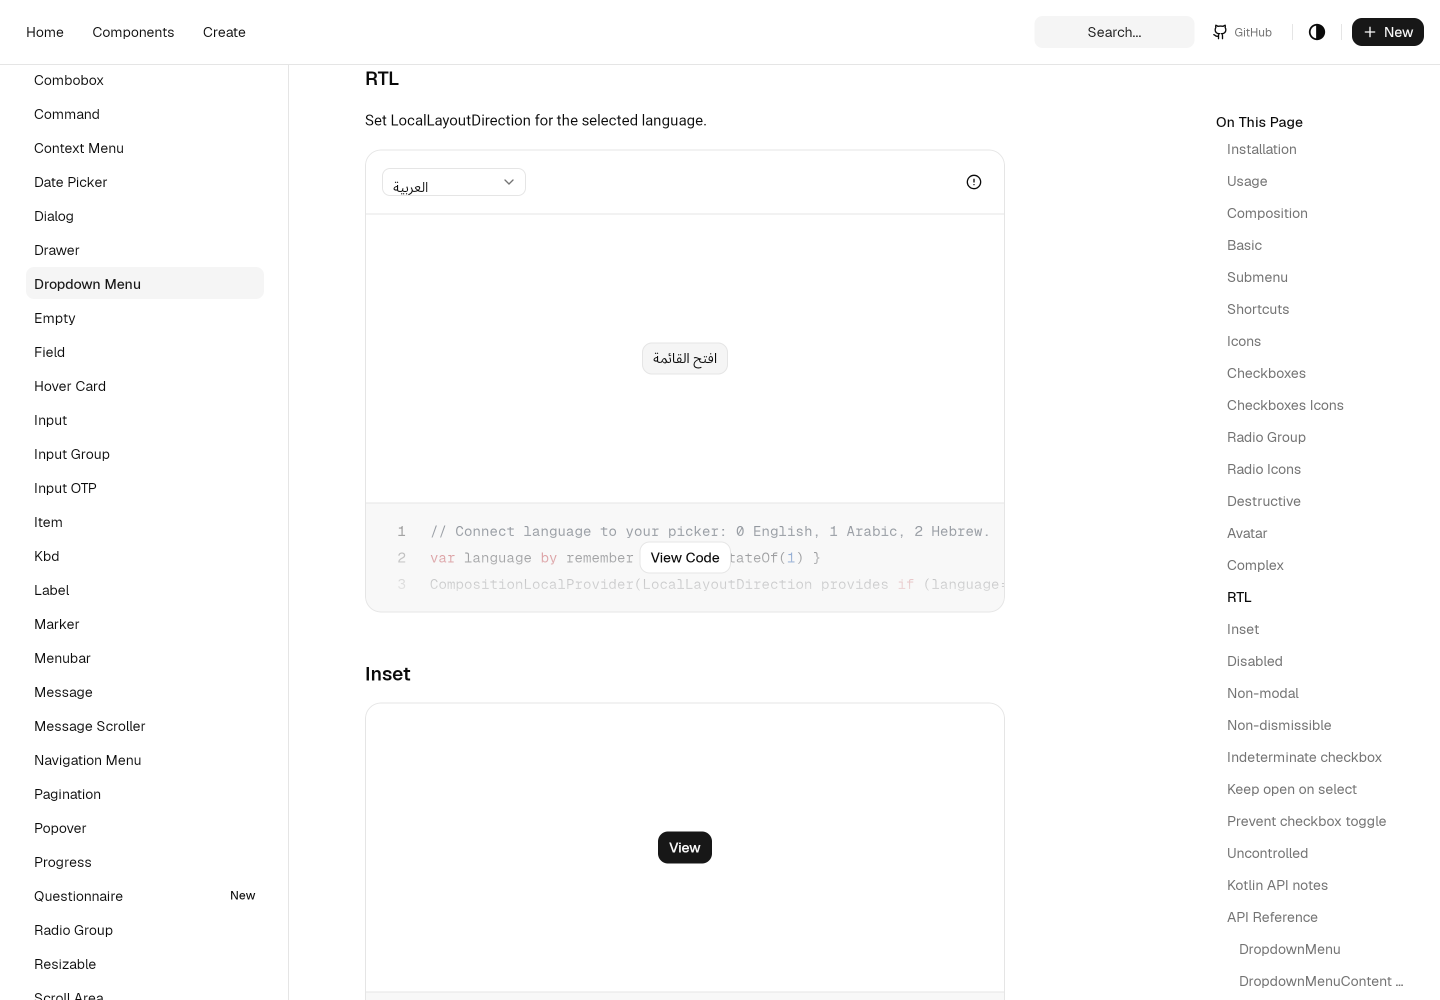 Home
Components
Create
Search...
GitHub
New
Combobox
Command
Context Menu
Date Picker
Dialog
Drawer
Dropdown Menu
Empty
Field
Hover Card
Input
Input Group
Input OTP
Item
Kbd
Label
Marker
Menubar
Message
Message Scroller
Navigation Menu
Pagination
Popover
Progress
Questionnaire New
Radio Group
Resizable
Scroll Area
RTL
Set LocalLayoutDirection for the selected language.
العربية
افتح القائمة
1 // Connect language to your picker: 0 English, 1 Arabic, 2 Hebrew.
2 var language by remember tateOf(1) }
View Code
3 CompositionLocalProvider(LocalLayoutDirection provides if (language=
Inset
View
On This Page
Installation
Usage
Composition
Basic
Submenu
Shortcuts
Icons
Checkboxes
Checkboxes Icons
Radio Group
Radio Icons
Destructive
Avatar
Complex
RTL
Inset
Disabled
Non-modal
Non-dismissible
Indeterminate checkbox
Keep open on select
Prevent checkbox toggle
Uncontrolled
Kotlin API notes
API Reference
DropdownMenu
DropdownMenuContent …